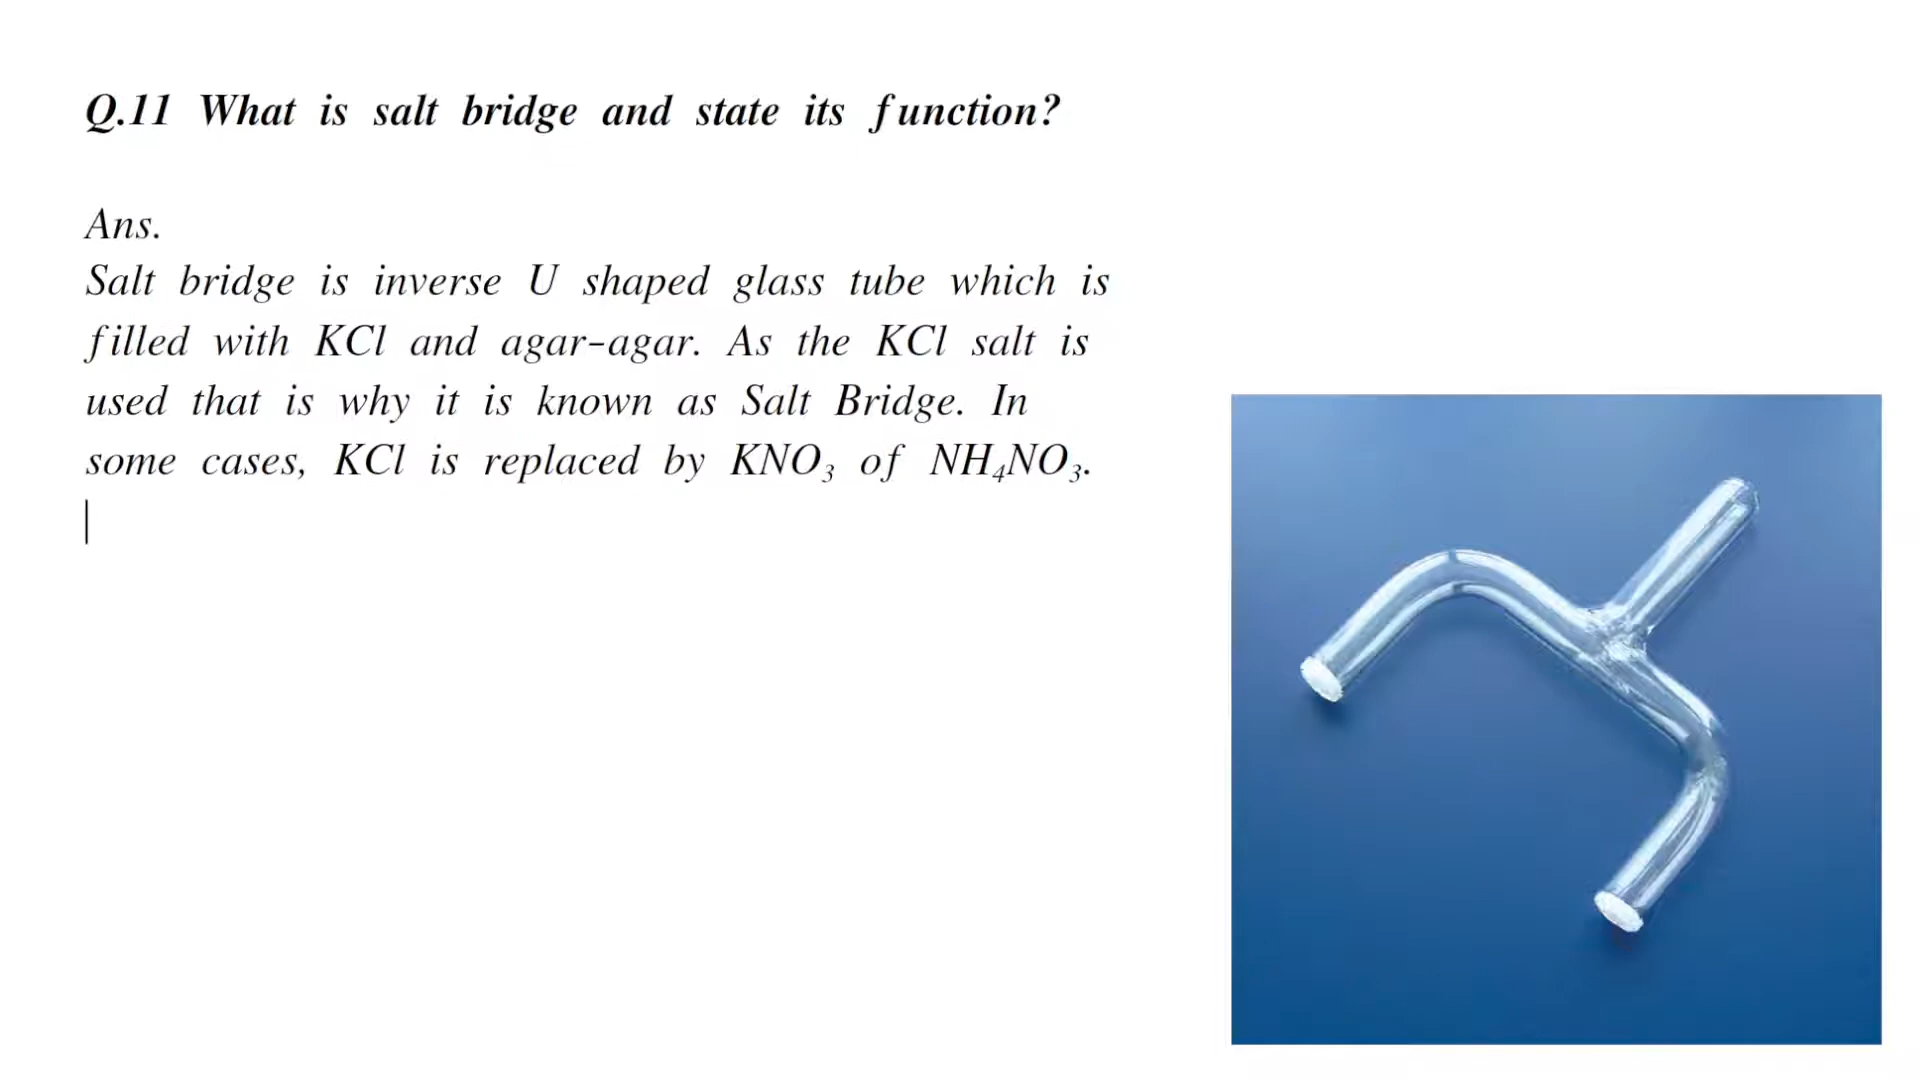 Q.11 What is salt bridge and state its function?
Ans.
Salt bridge is inverse U shaped glass tube which is
filled with KCl and agar-agar. As the KCl salt is
used that is why it is known as Salt Bridge. In
some cases, KCl is replaced by KNO₃ of NH₄NO₃.